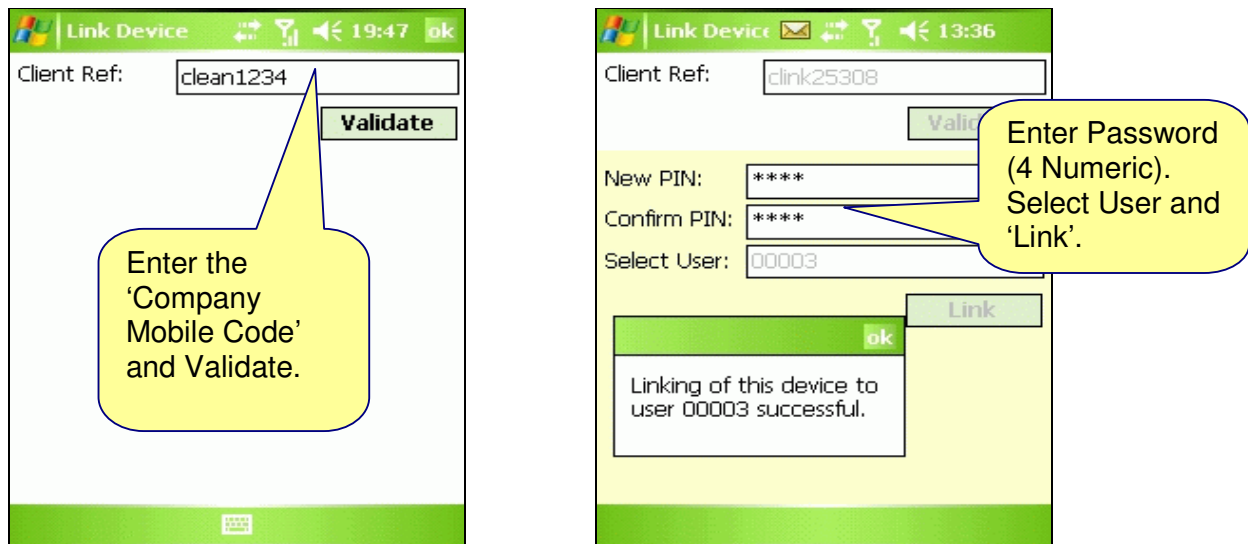 Link Device 19:47 ok
Client Ref: clean1234
Validate
Enter the
‘Company
Mobile Code’
and Validate.
Link Device 13:36
Client Ref: clink25308
New PIN: ****
Confirm PIN: ****
Select User: 00003
Link
ok
Linking of this device to
user 00003 successful.
Enter Password
(4 Numeric).
Select User and
‘Link’.